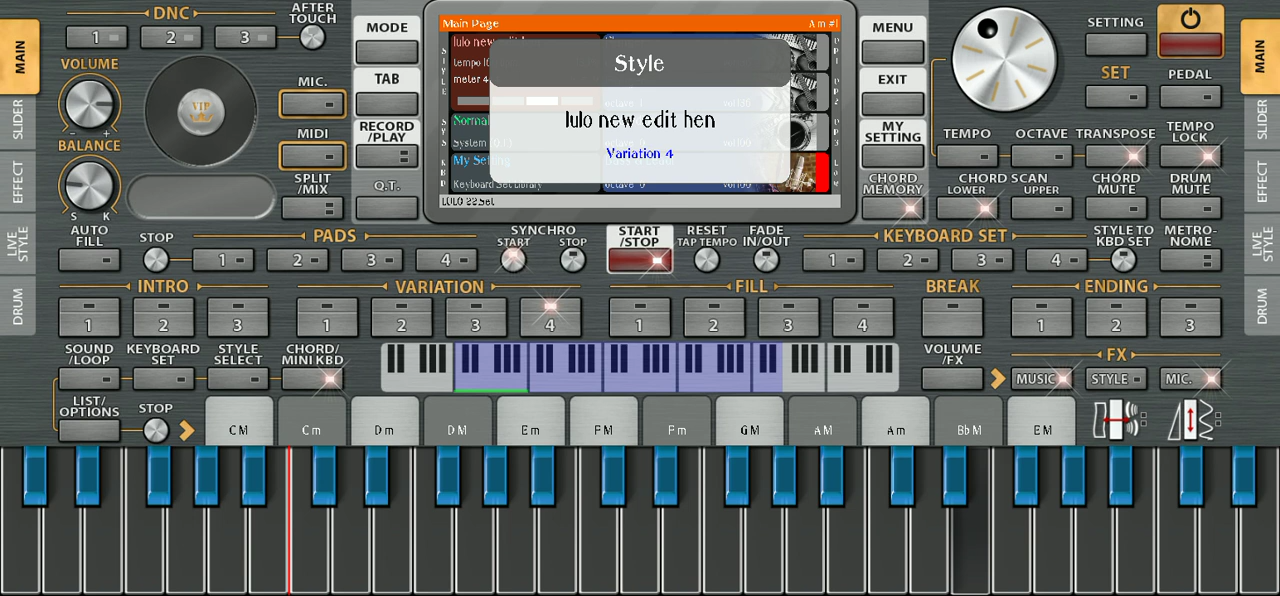 DNC
1 2 3
AFTER TOUCH
MAIN
SLIDER
EFFECT
LIVE STYLE
DRUM
VOLUME
- +
BALANCE
S K
VIP
MIC.
MIDI
SPLIT /MIX
MODE
TAB
RECORD /PLAY
Q.T.
Main Page
A m #1
STYLE
lulo new edit
tempo
meter 4
Style
lulo new edit hen
Variation 4
Normal
System
My Setting
Keyboard Set Library
octave 0
vol100
LULO 22.Set
MENU
EXIT
MY SETTING
CHORD MEMORY
SETTING
SET
PEDAL
TEMPO
OCTAVE
TRANSPOSE
TEMPO LOCK
CHORD SCAN
LOWER
UPPER
CHORD MUTE
DRUM MUTE
MAIN
SLIDER
EFFECT
LIVE STYLE
DRUM
AUTO FILL
STOP
PADS
1 2 3 4
SYNCHRO
START STOP
START /STOP
RESET
TAP TEMPO
FADE IN/OUT
KEYBOARD SET
1 2 3 4
STYLE TO KBD SET
METRO-NOME
INTRO
1 2 3
VARIATION
1 2 3 4
FILL
1 2 3 4
BREAK
ENDING
1 2 3
SOUND /LOOP
KEYBOARD SET
STYLE SELECT
CHORD/ MINI KBD
VOLUME /FX
FX
MUSIC
STYLE
MIC.
LIST/ OPTIONS
STOP
CM Cm Dm DM Em FM Fm GM AM Am BbM EM